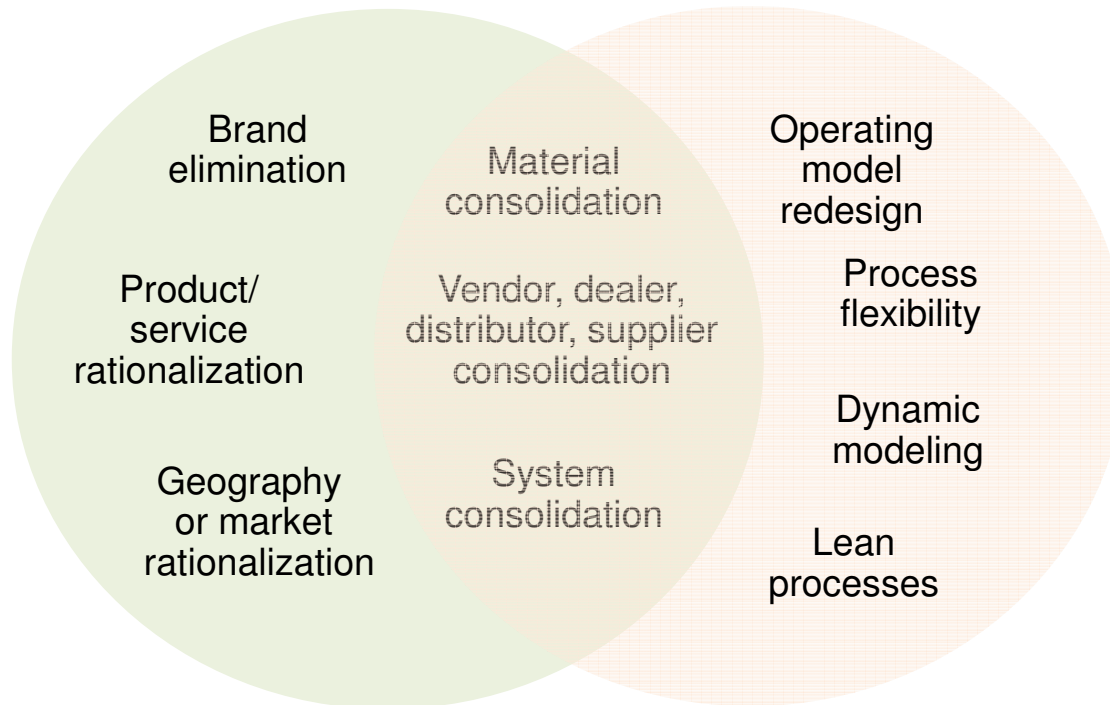 Brand
elimination
Product/
service
rationalization
Geography
or market
rationalization
Material
consolidation
Vendor, dealer,
distributor, supplier
consolidation
System
consolidation
Operating
model
redesign
Process
flexibility
Dynamic
modeling
Lean
processes